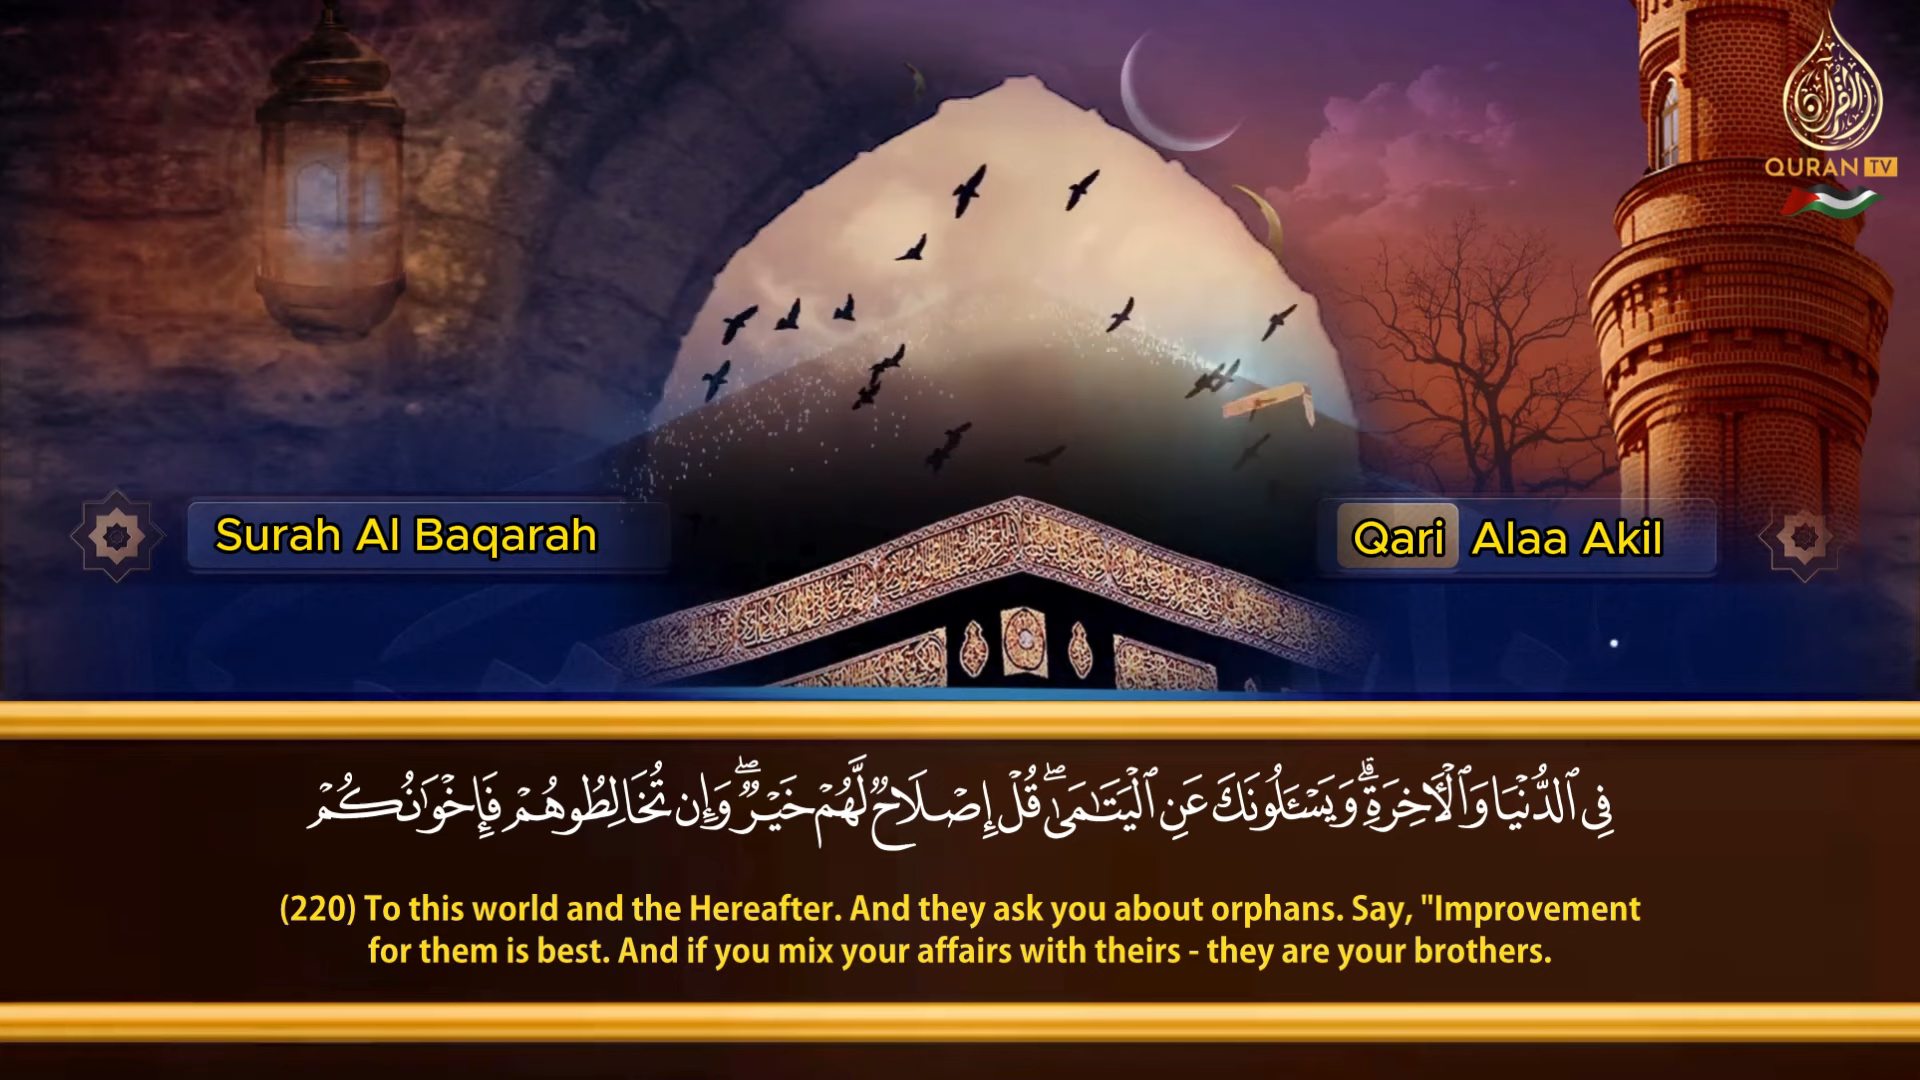 القرآن
QURAN TV
Surah Al Baqarah
Qari Alaa Akil
فِي ٱلدُّنْيَا وَٱلْأَخِرَةِ ۗ وَيَسْـَٔلُونَكَ عَنِ ٱلْيَتَـٰمَىٰ ۖ قُلْ إِصْلَاحٌ لَّهُمْ خَيْرٌ ۖ وَإِن تُخَالِطُوهُمْ فَإِخْوَٰنُكُمْ
(220) To this world and the Hereafter. And they ask you about orphans. Say, "Improvement
for them is best. And if you mix your affairs with theirs - they are your brothers.